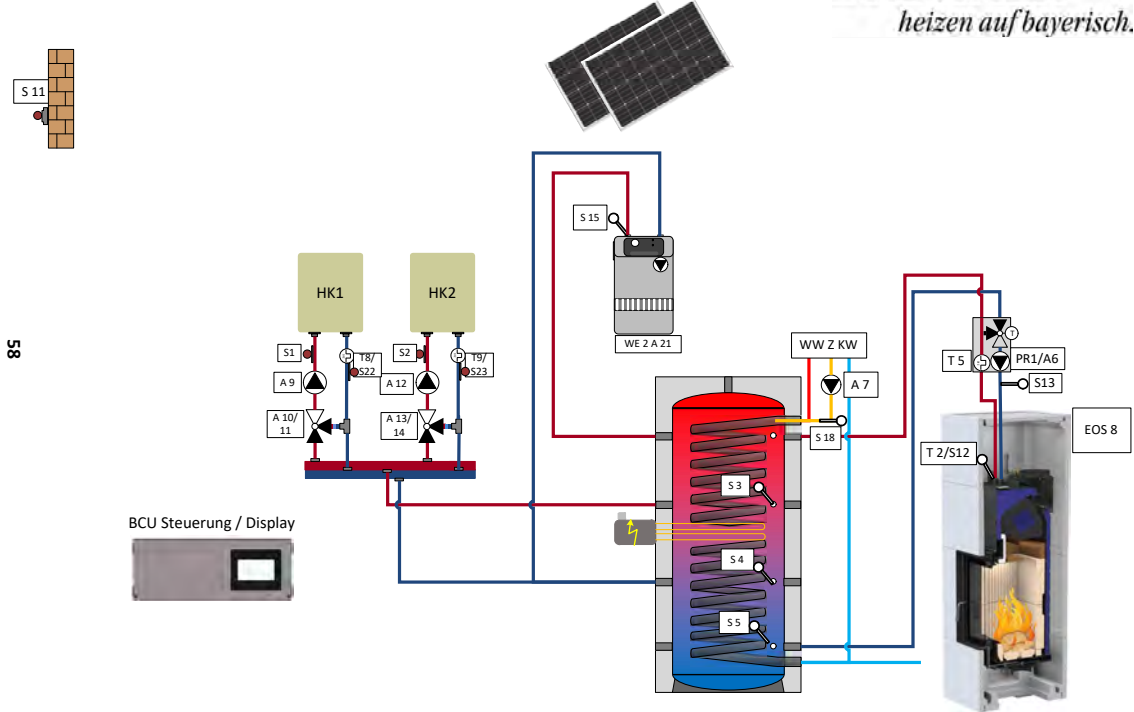 heizen auf bayerisch.
S 11
58
S 15
HK1
HK2
WE 2 A 21
S1
T8/
S22
S2
T9/
S23
A 9
A 12
A 10/
11
A 13/
14
WW Z KW
A 7
S 18
T
T 5
PR1/A6
S13
EOS 8
T 2/S12
S 3
S 4
S 5
BCU Steuerung / Display